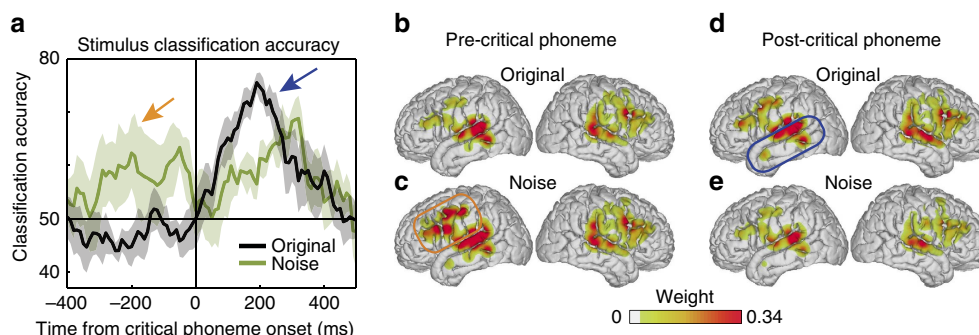 a
Stimulus classification accuracy
80
50
40
Classification accuracy
Original
Noise
–400 –200 0 200 400
Time from critical phoneme onset (ms)
b
Pre-critical phoneme
Original
c
Noise
d
Post-critical phoneme
Original
e
Noise
Weight
0 0.34